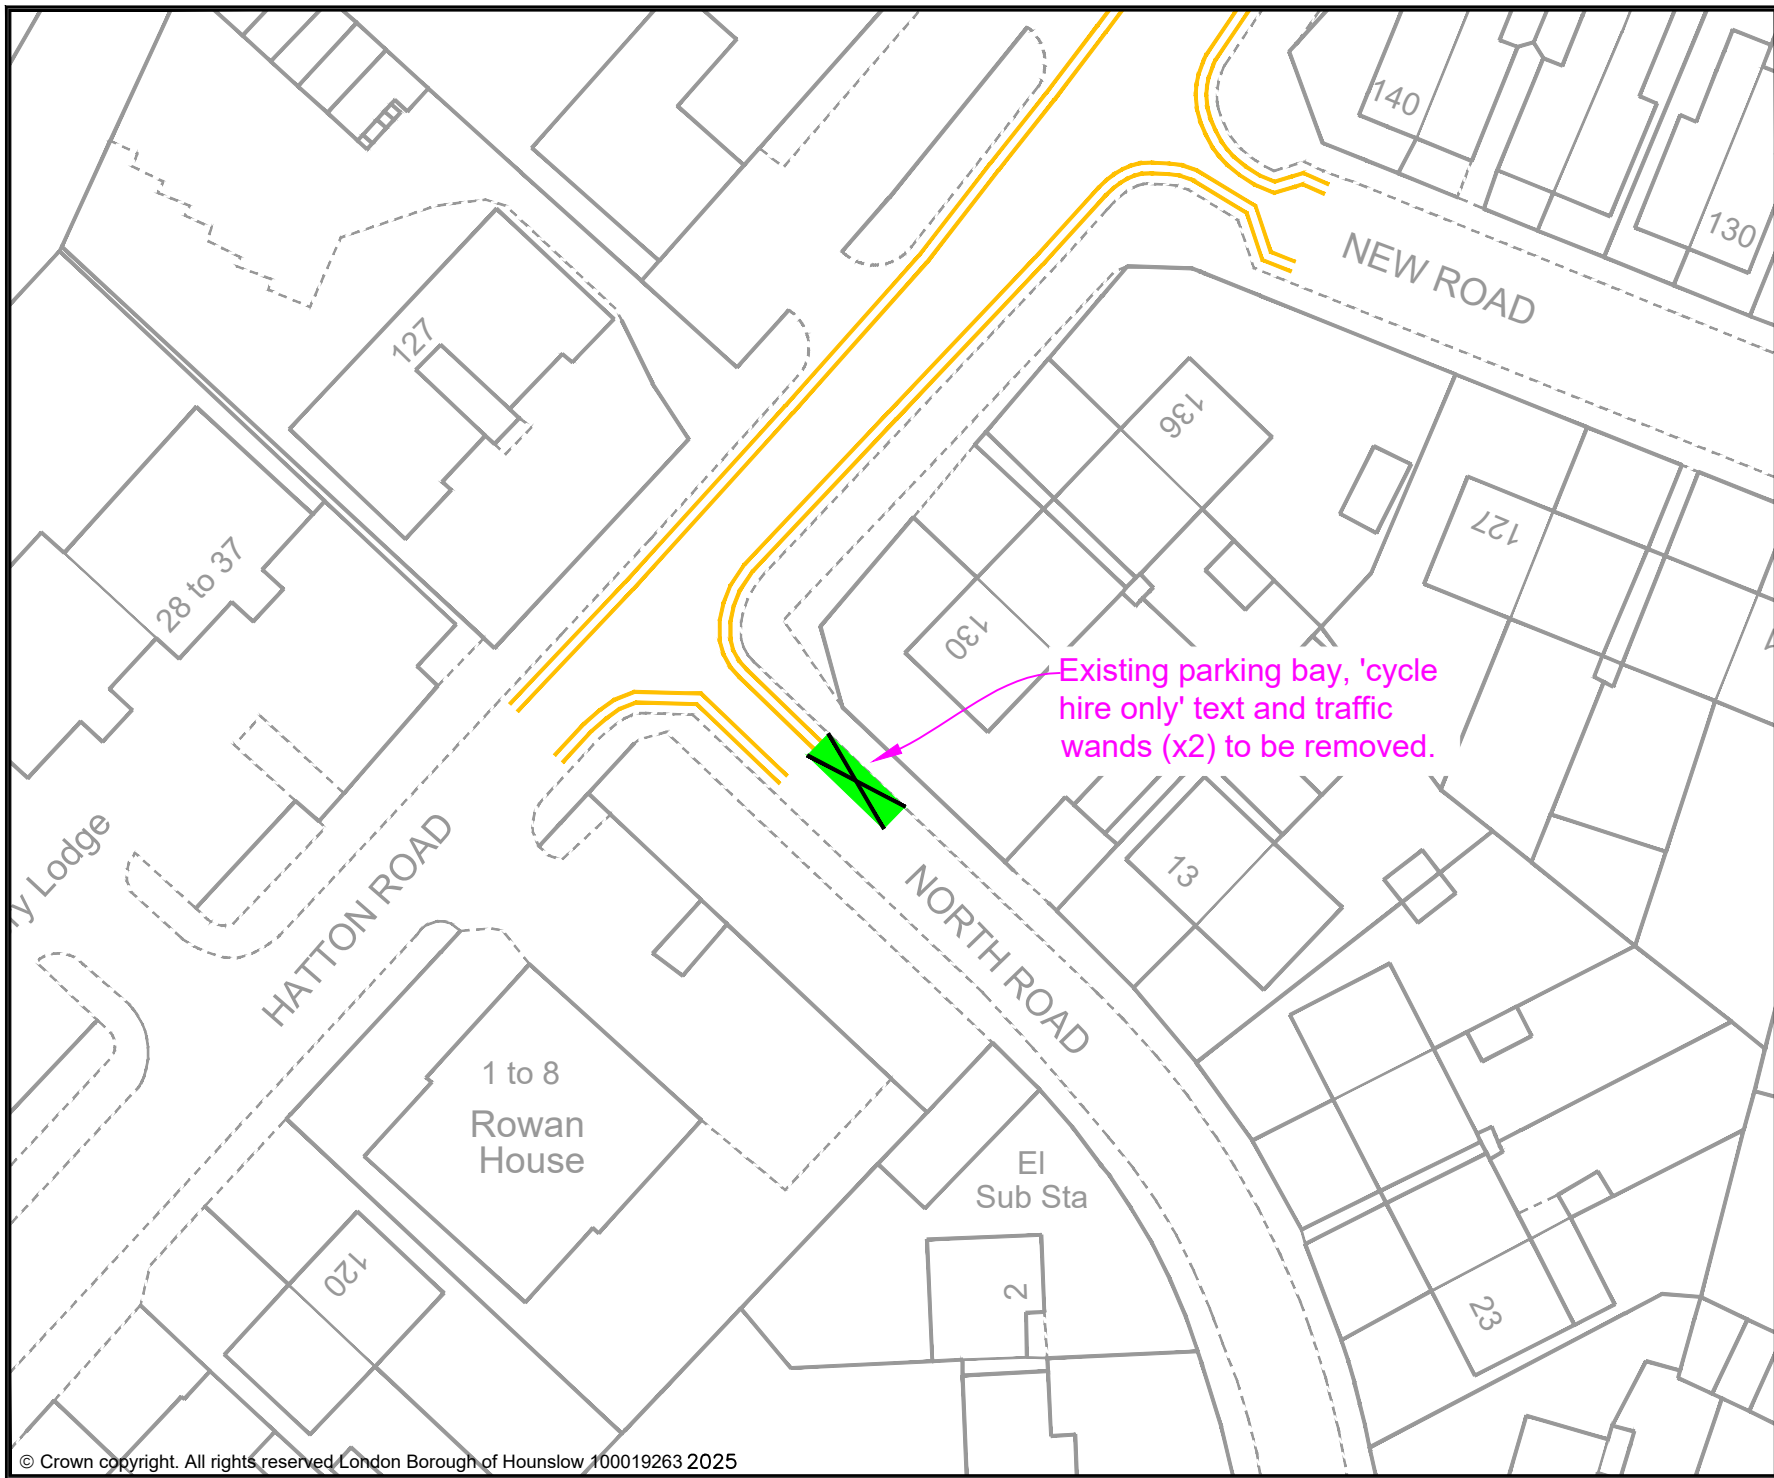 140
130
NEW ROAD
127
136
127
28 to 37
130
Existing parking bay, 'cycle
hire only' text and traffic
wands (x2) to be removed.
ry Lodge
HATTON ROAD
13
NORTH ROAD
1 to 8
Rowan
House
El
Sub Sta
120
2
23
© Crown copyright. All rights reserved London Borough of Hounslow 100019263 2025